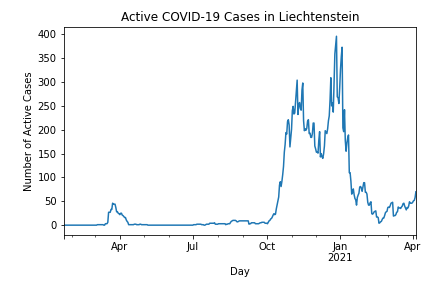 Active COVID-19 Cases in Liechtenstein
Number of Active Cases
400
350
300
250
200
150
100
50
0
Apr Jul Oct Jan Apr
2021
Day